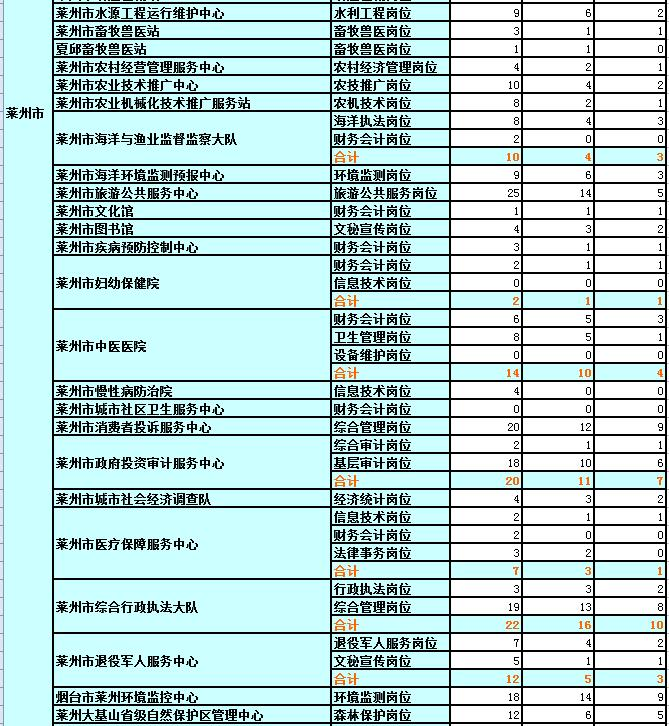 莱州市
莱州市水源工程运行维护中心 水利工程岗位 9 6 2
莱州市畜牧兽医站 畜牧兽医岗位 3 1 1
夏邱畜牧兽医站 畜牧兽医岗位 1 1 0
莱州市农村经营管理服务中心 农村经济管理岗位 4 2 1
莱州市农业技术推广中心 农技推广岗位 10 4 2
莱州市农业机械化技术推广服务站 农机技术岗位 8 2 1
莱州市海洋与渔业监督监察大队 海洋执法岗位 8 4 3
财务会计岗位 2 0 0
合计 10 4 3
莱州市海洋环境监测预报中心 环境监测岗位 9 6 3
莱州市旅游公共服务中心 旅游公共服务岗位 25 14 5
莱州市文化馆 财务会计岗位 1 1 1
莱州市图书馆 文秘宣传岗位 4 3 2
莱州市疾病预防控制中心 财务会计岗位 3 1 1
莱州市妇幼保健院 财务会计岗位 2 1 1
信息技术岗位 0 0 0
合计 2 1 1
莱州市中医医院 财务会计岗位 6 5 3
卫生管理岗位 8 5 1
设备维护岗位 0 0 0
合计 14 10 4
莱州市慢性病防治院 信息技术岗位 4 0 0
莱州市城市社区卫生服务中心 财务会计岗位 0 0 0
莱州市消费者投诉服务中心 综合管理岗位 20 12 9
莱州市政府投资审计服务中心 综合审计岗位 2 1 1
基层审计岗位 18 10 6
合计 20 11 7
莱州市城市社会经济调查队 经济统计岗位 4 3 2
莱州市医疗保障服务中心 信息技术岗位 2 1 1
财务会计岗位 2 0 0
法律事务岗位 3 2 0
合计 7 3 1
莱州市综合行政执法大队 行政执法岗位 3 3 2
综合管理岗位 19 13 8
合计 22 16 10
莱州市退役军人服务中心 退役军人服务岗位 7 4 2
文秘宣传岗位 5 1 1
合计 12 5 3
烟台市莱州环境监控中心 环境监测岗位 18 14 9
莱州大基山省级自然保护区管理中心 森林保护岗位 12 6 5